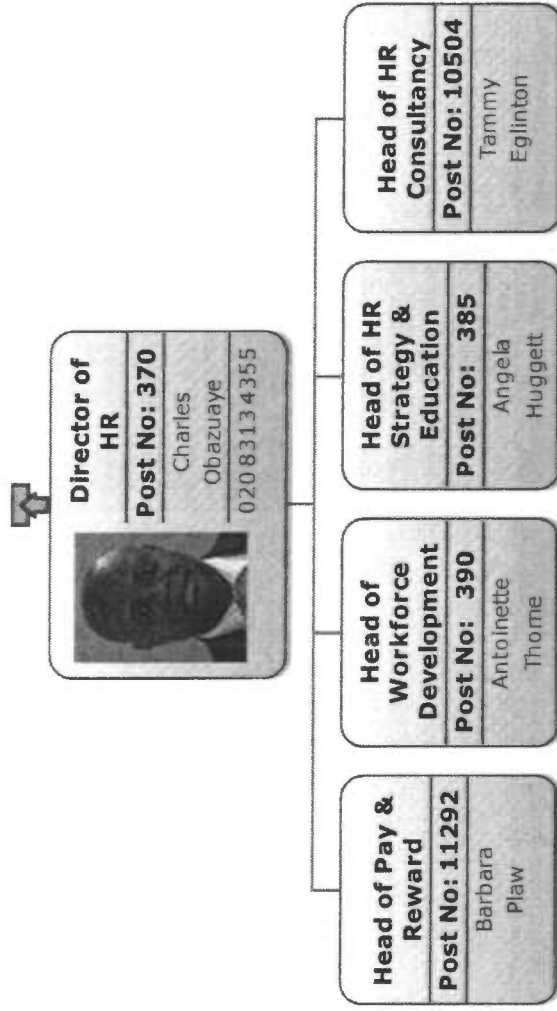 Director of
HR
Post No: 370
Charles
Obazuaye
020 8313 4355
Head of Pay &
Reward
Post No: 11292
Barbara
Plaw
Head of
Workforce
Development
Post No: 390
Antoinette
Thorne
Head of HR
Strategy &
Education
Post No: 385
Angela
Huggett
Head of HR
Consultancy
Post No: 10504
Tammy
Eglinton